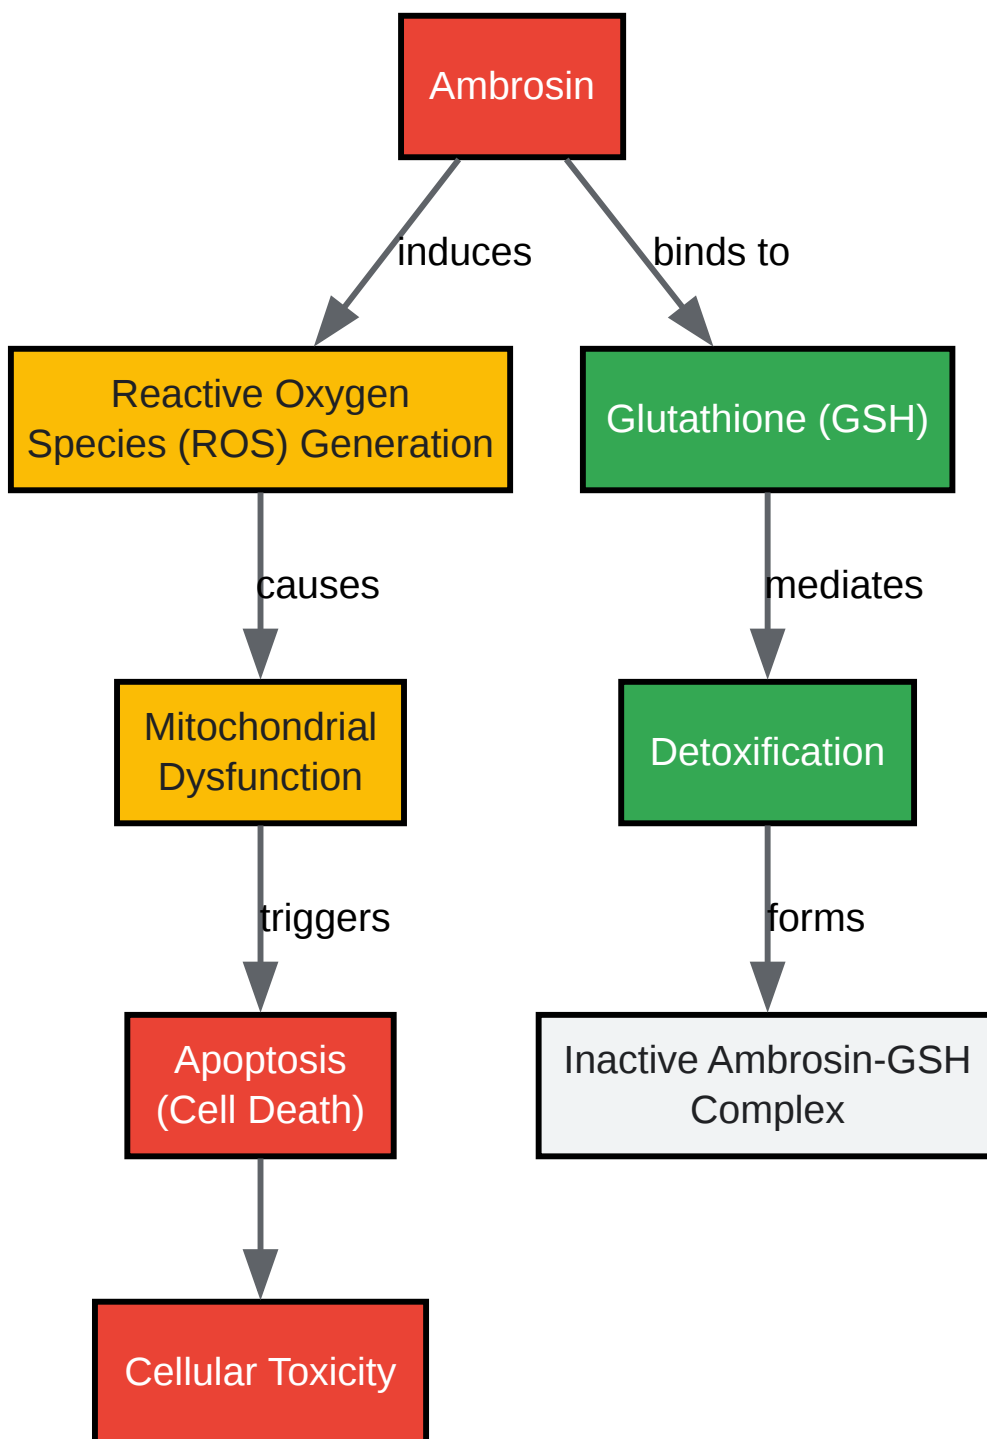 Ambrosin
induces
binds to
Reactive Oxygen
Species (ROS) Generation
Glutathione (GSH)
causes
mediates
Mitochondrial
Dysfunction
Detoxification
triggers
forms
Apoptosis
(Cell Death)
Inactive Ambrosin-GSH
Complex
Cellular Toxicity